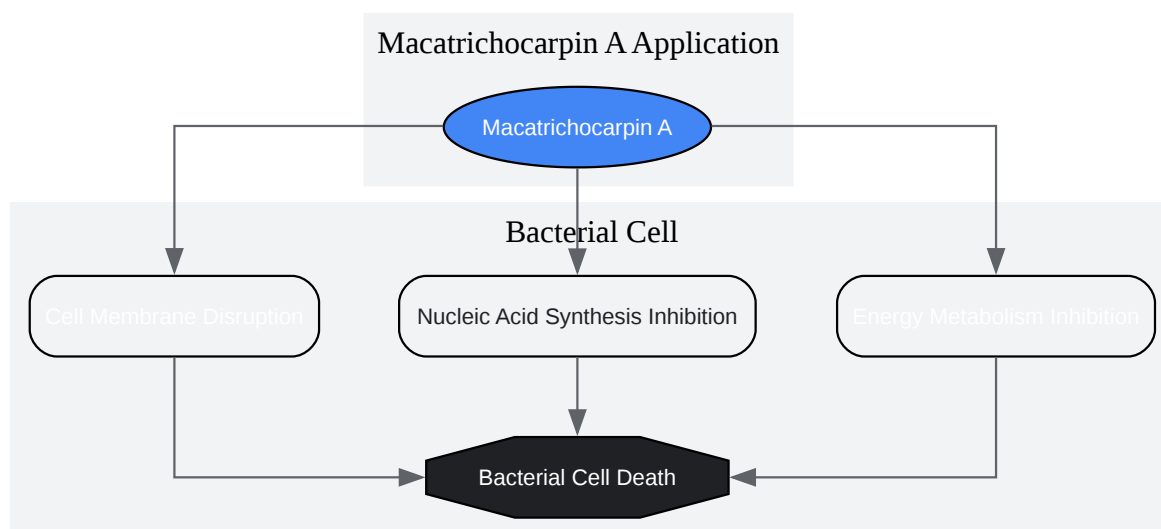 Macatrichocarpin A Application
Macatrichocarpin A
Bacterial Cell
Cell Membrane Disruption
Nucleic Acid Synthesis Inhibition
Energy Metabolism Inhibition
Bacterial Cell Death